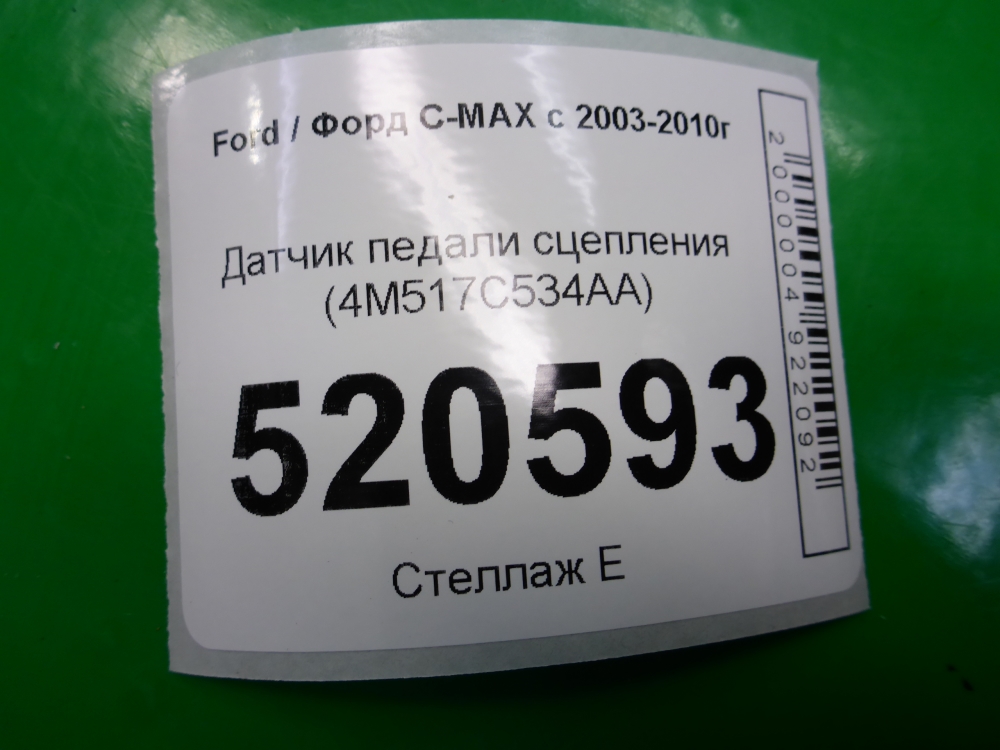 Ford / Форд C-MAX с 2003-2010г
Датчик педали сцепления
(4M517C534AA)
520593
Стеллаж Е
2000004922092